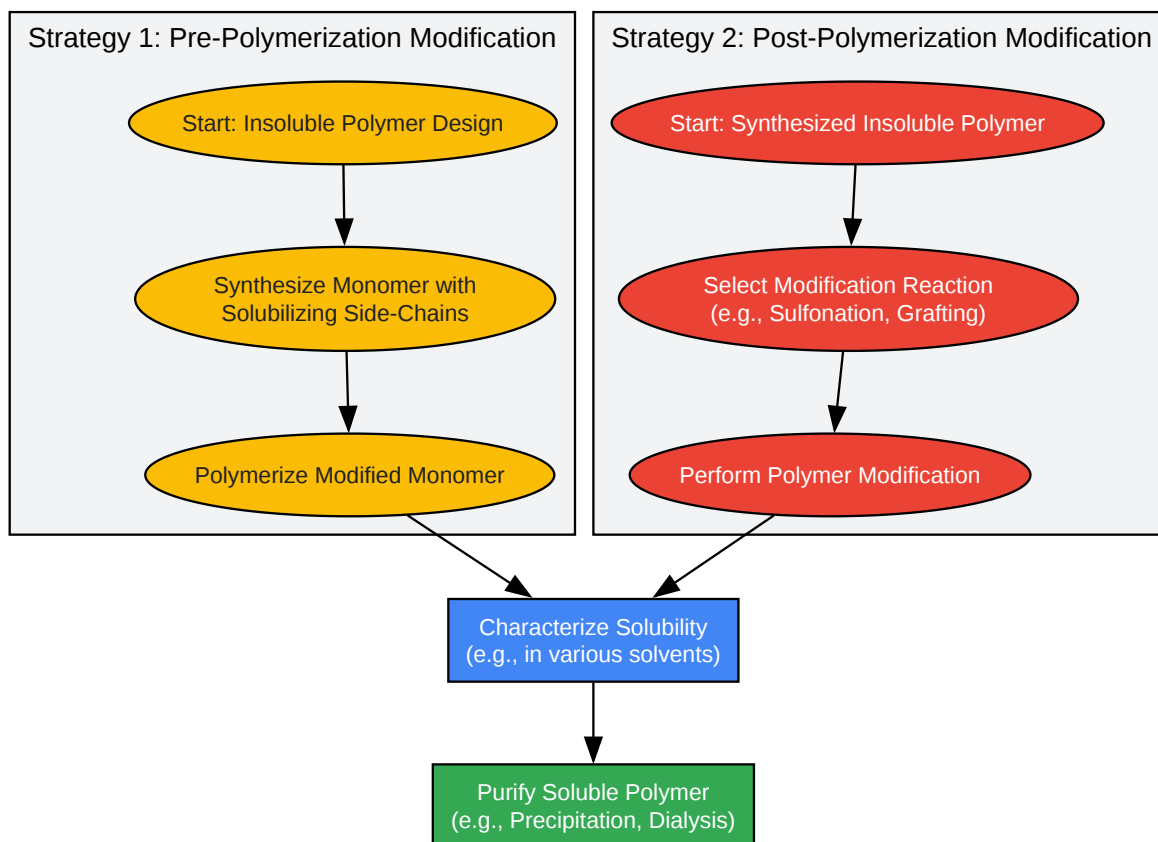 Strategy 1: Pre-Polymerization Modification
Start: Insoluble Polymer Design
Synthesize Monomer with
Solubilizing Side-Chains
Polymerize Modified Monomer
Strategy 2: Post-Polymerization Modification
Start: Synthesized Insoluble Polymer
Select Modification Reaction
(e.g., Sulfonation, Grafting)
Perform Polymer Modification
Characterize Solubility
(e.g., in various solvents)
Purify Soluble Polymer
(e.g., Precipitation, Dialysis)